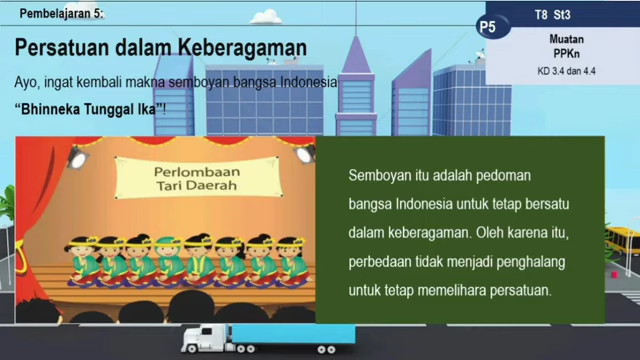 Pembelajaran 5:
P5
T8 St3
Muatan
PPKn
KD 3.4 dan 4.4
Persatuan dalam Keberagaman
Ayo, ingat kembali makna semboyan bangsa Indonesia
“Bhinneka Tunggal Ika”!
Perlombaan
Tari Daerah
Semboyan itu adalah pedoman
bangsa Indonesia untuk tetap bersatu
dalam keberagaman. Oleh karena itu,
perbedaan tidak menjadi penghalang
untuk tetap memelihara persatuan.